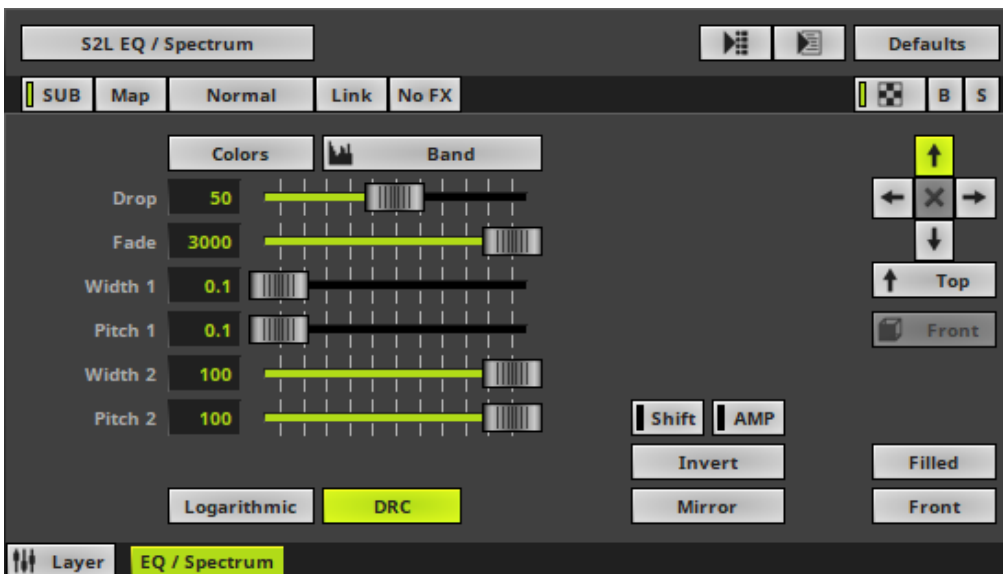 S2L EQ / Spectrum Defaults
SUB Map Normal Link No FX B S
Colors Band
Drop 50
Fade 3000
Width 1 0.1 Top
Pitch 1 0.1 Front
Width 2 100
Pitch 2 100 Shift AMP
Invert Filled
Logarithmic DRC Mirror Front
Layer EQ / Spectrum